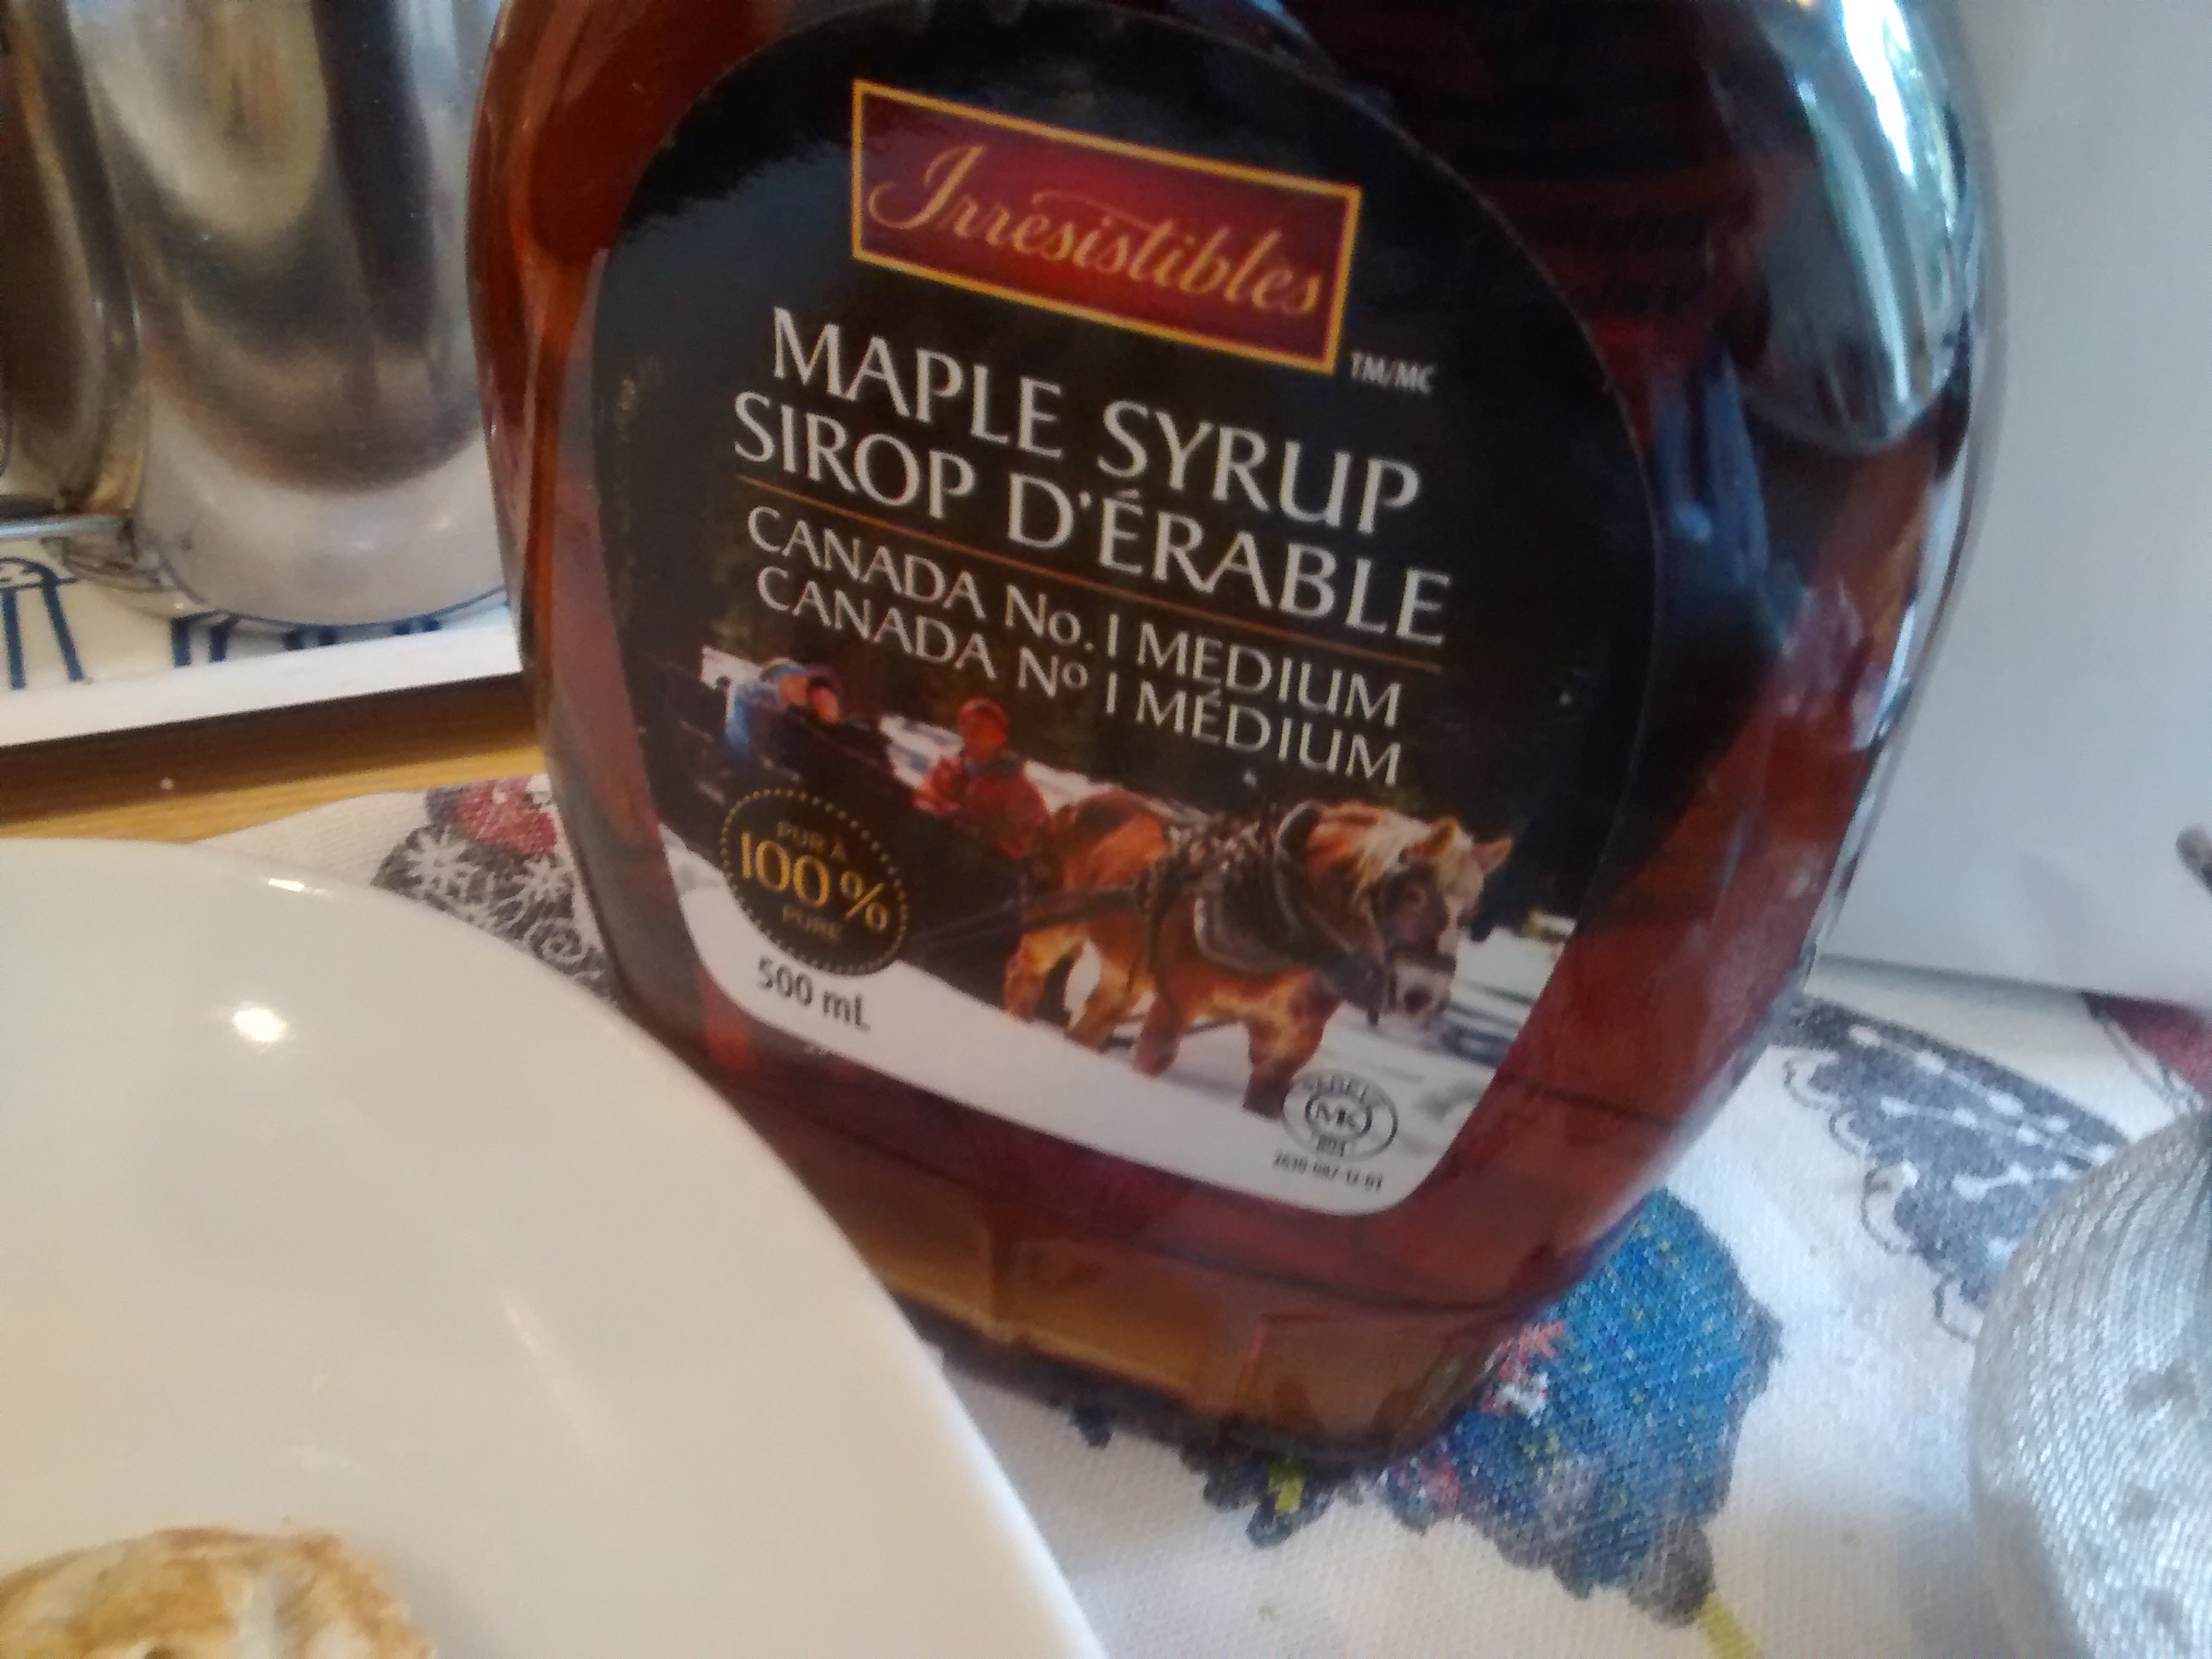 Irresistibles
TM/MC
MAPLE SYRUP
SIROP D'ÉRABLE
CANADA No. 1 MEDIUM
CANADA Nº 1 MÉDIUM
PUR À
100%
PURE
500 mL
MK